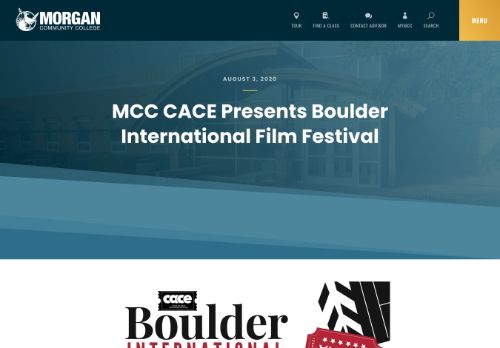 MORGAN
COMMUNITY COLLEGE
TOUR
FIND A CLASS
CONTACT ADVISOR
MYMCC
SEARCH
MENU
AUGUST 3, 2020
MCC CACE Presents Boulder
International Film Festival
cace
Boulder
INTERNATIONAL